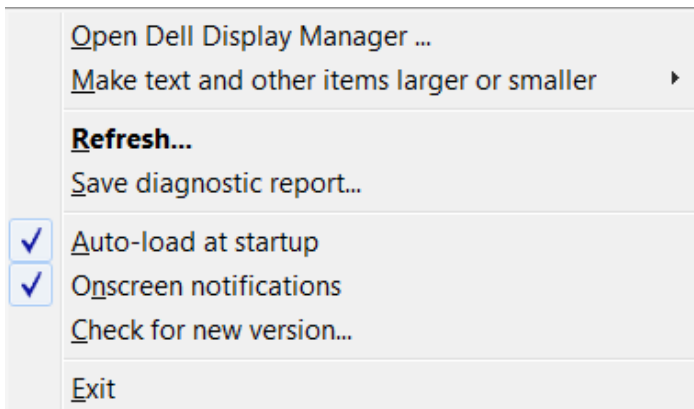 Open Dell Display Manager ...
Make text and other items larger or smaller
Refresh...
Save diagnostic report...
Auto-load at startup
Onscreen notifications
Check for new version...
Exit